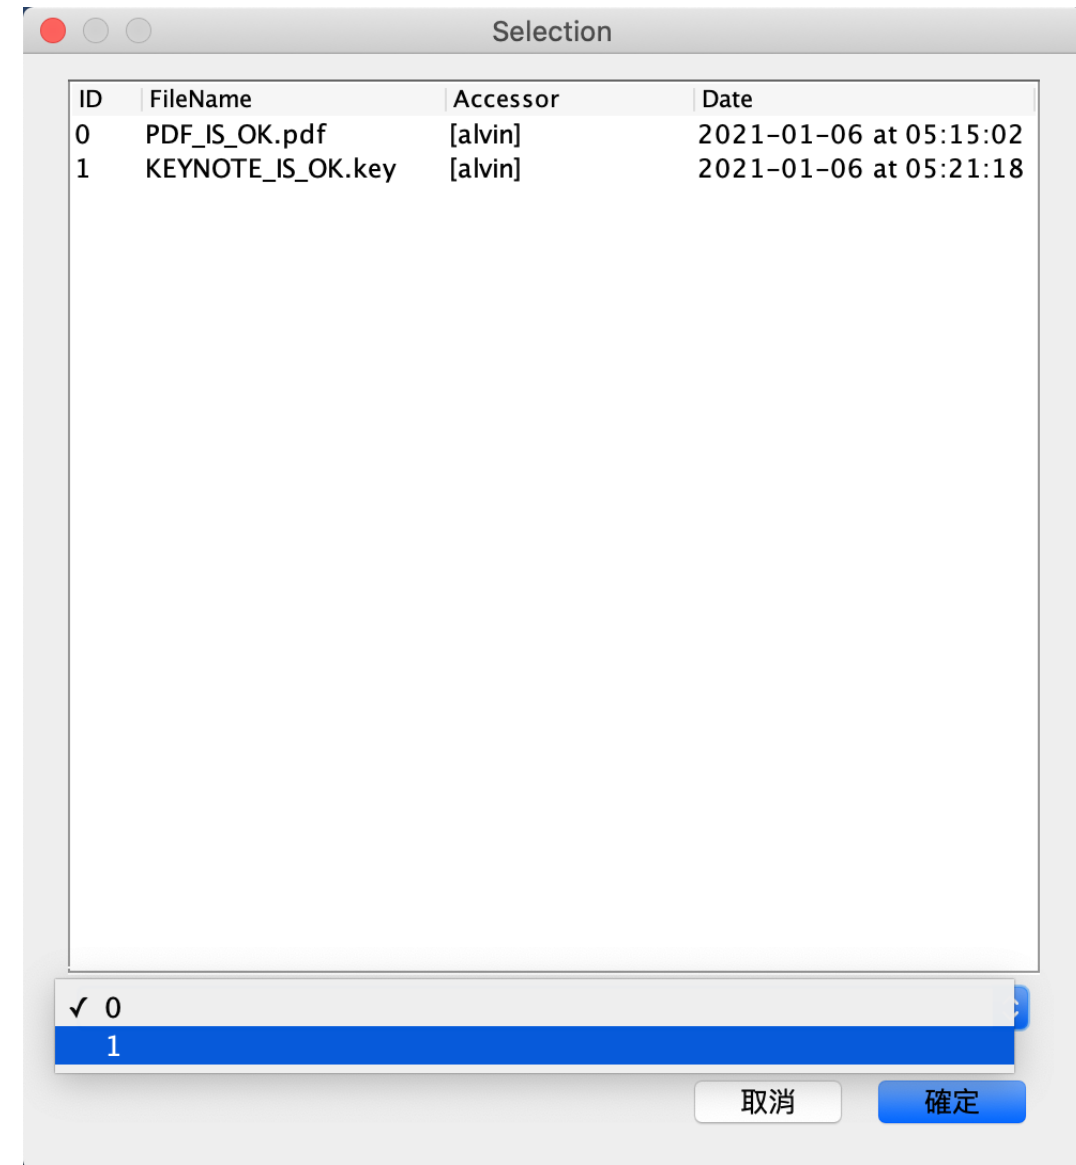 Selection
ID FileName Accessor Date
0 PDF_IS_OK.pdf [alvin] 2021-01-06 at 05:15:02
1 KEYNOTE_IS_OK.key [alvin] 2021-01-06 at 05:21:18
✓ 0
1
取消 確定